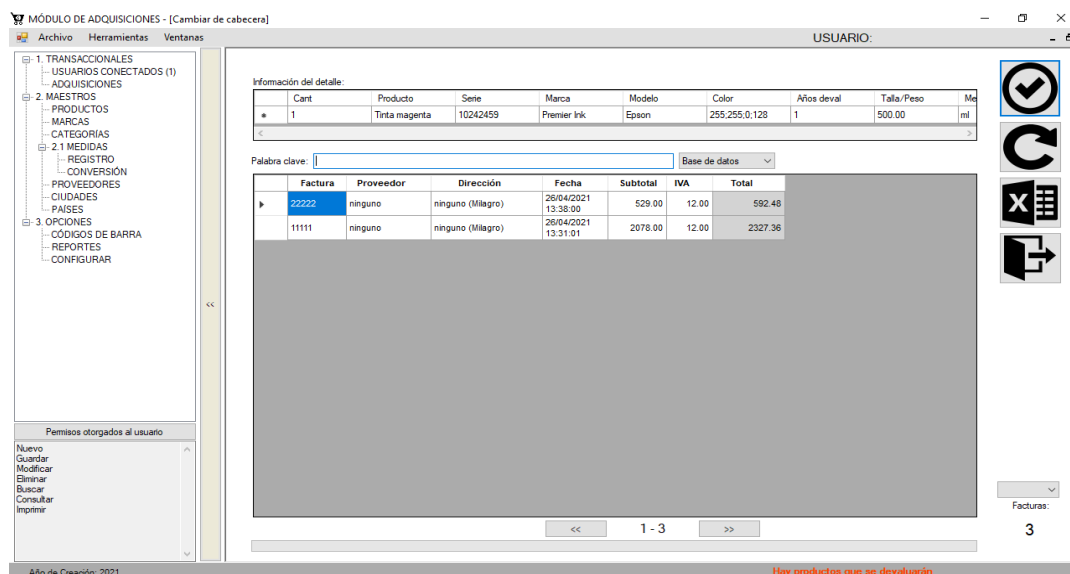 MÓDULO DE ADQUISICIONES - [Cambiar de cabecera]
Archivo Herramientas Ventanas USUARIO:
1. TRANSACCIONALES
USUARIOS CONECTADOS (1)
ADQUISICIONES
2. MAESTROS
PRODUCTOS
MARCAS
CATEGORÍAS
2.1 MEDIDAS
REGISTRO
CONVERSIÓN
PROVEEDORES
CIUDADES
PAÍSES
3. OPCIONES
CÓDIGOS DE BARRA
REPORTES
CONFIGURAR
<<
Permisos otorgados al usuario
Nuevo
Guardar
Modificar
Eliminar
Buscar
Consultar
Imprimir
Información del detalle:
Cant Producto Serie Marca Modelo Color Años deval Talla/Peso Me
1 Tinta magenta 10242459 Premier Ink Epson 255;255;0;128 1 500.00 ml
Palabra clave: Base de datos
Factura Proveedor Dirección Fecha Subtotal IVA Total
22222 ninguno ninguno (Milagro) 26/04/2021 13:38:00 529.00 12.00 592.48
11111 ninguno ninguno (Milagro) 26/04/2021 13:31:01 2078.00 12.00 2327.36
<< 1 - 3 >>
X
Facturas:
3
Año de Creación: 2021 Hay productos que se devaluarán